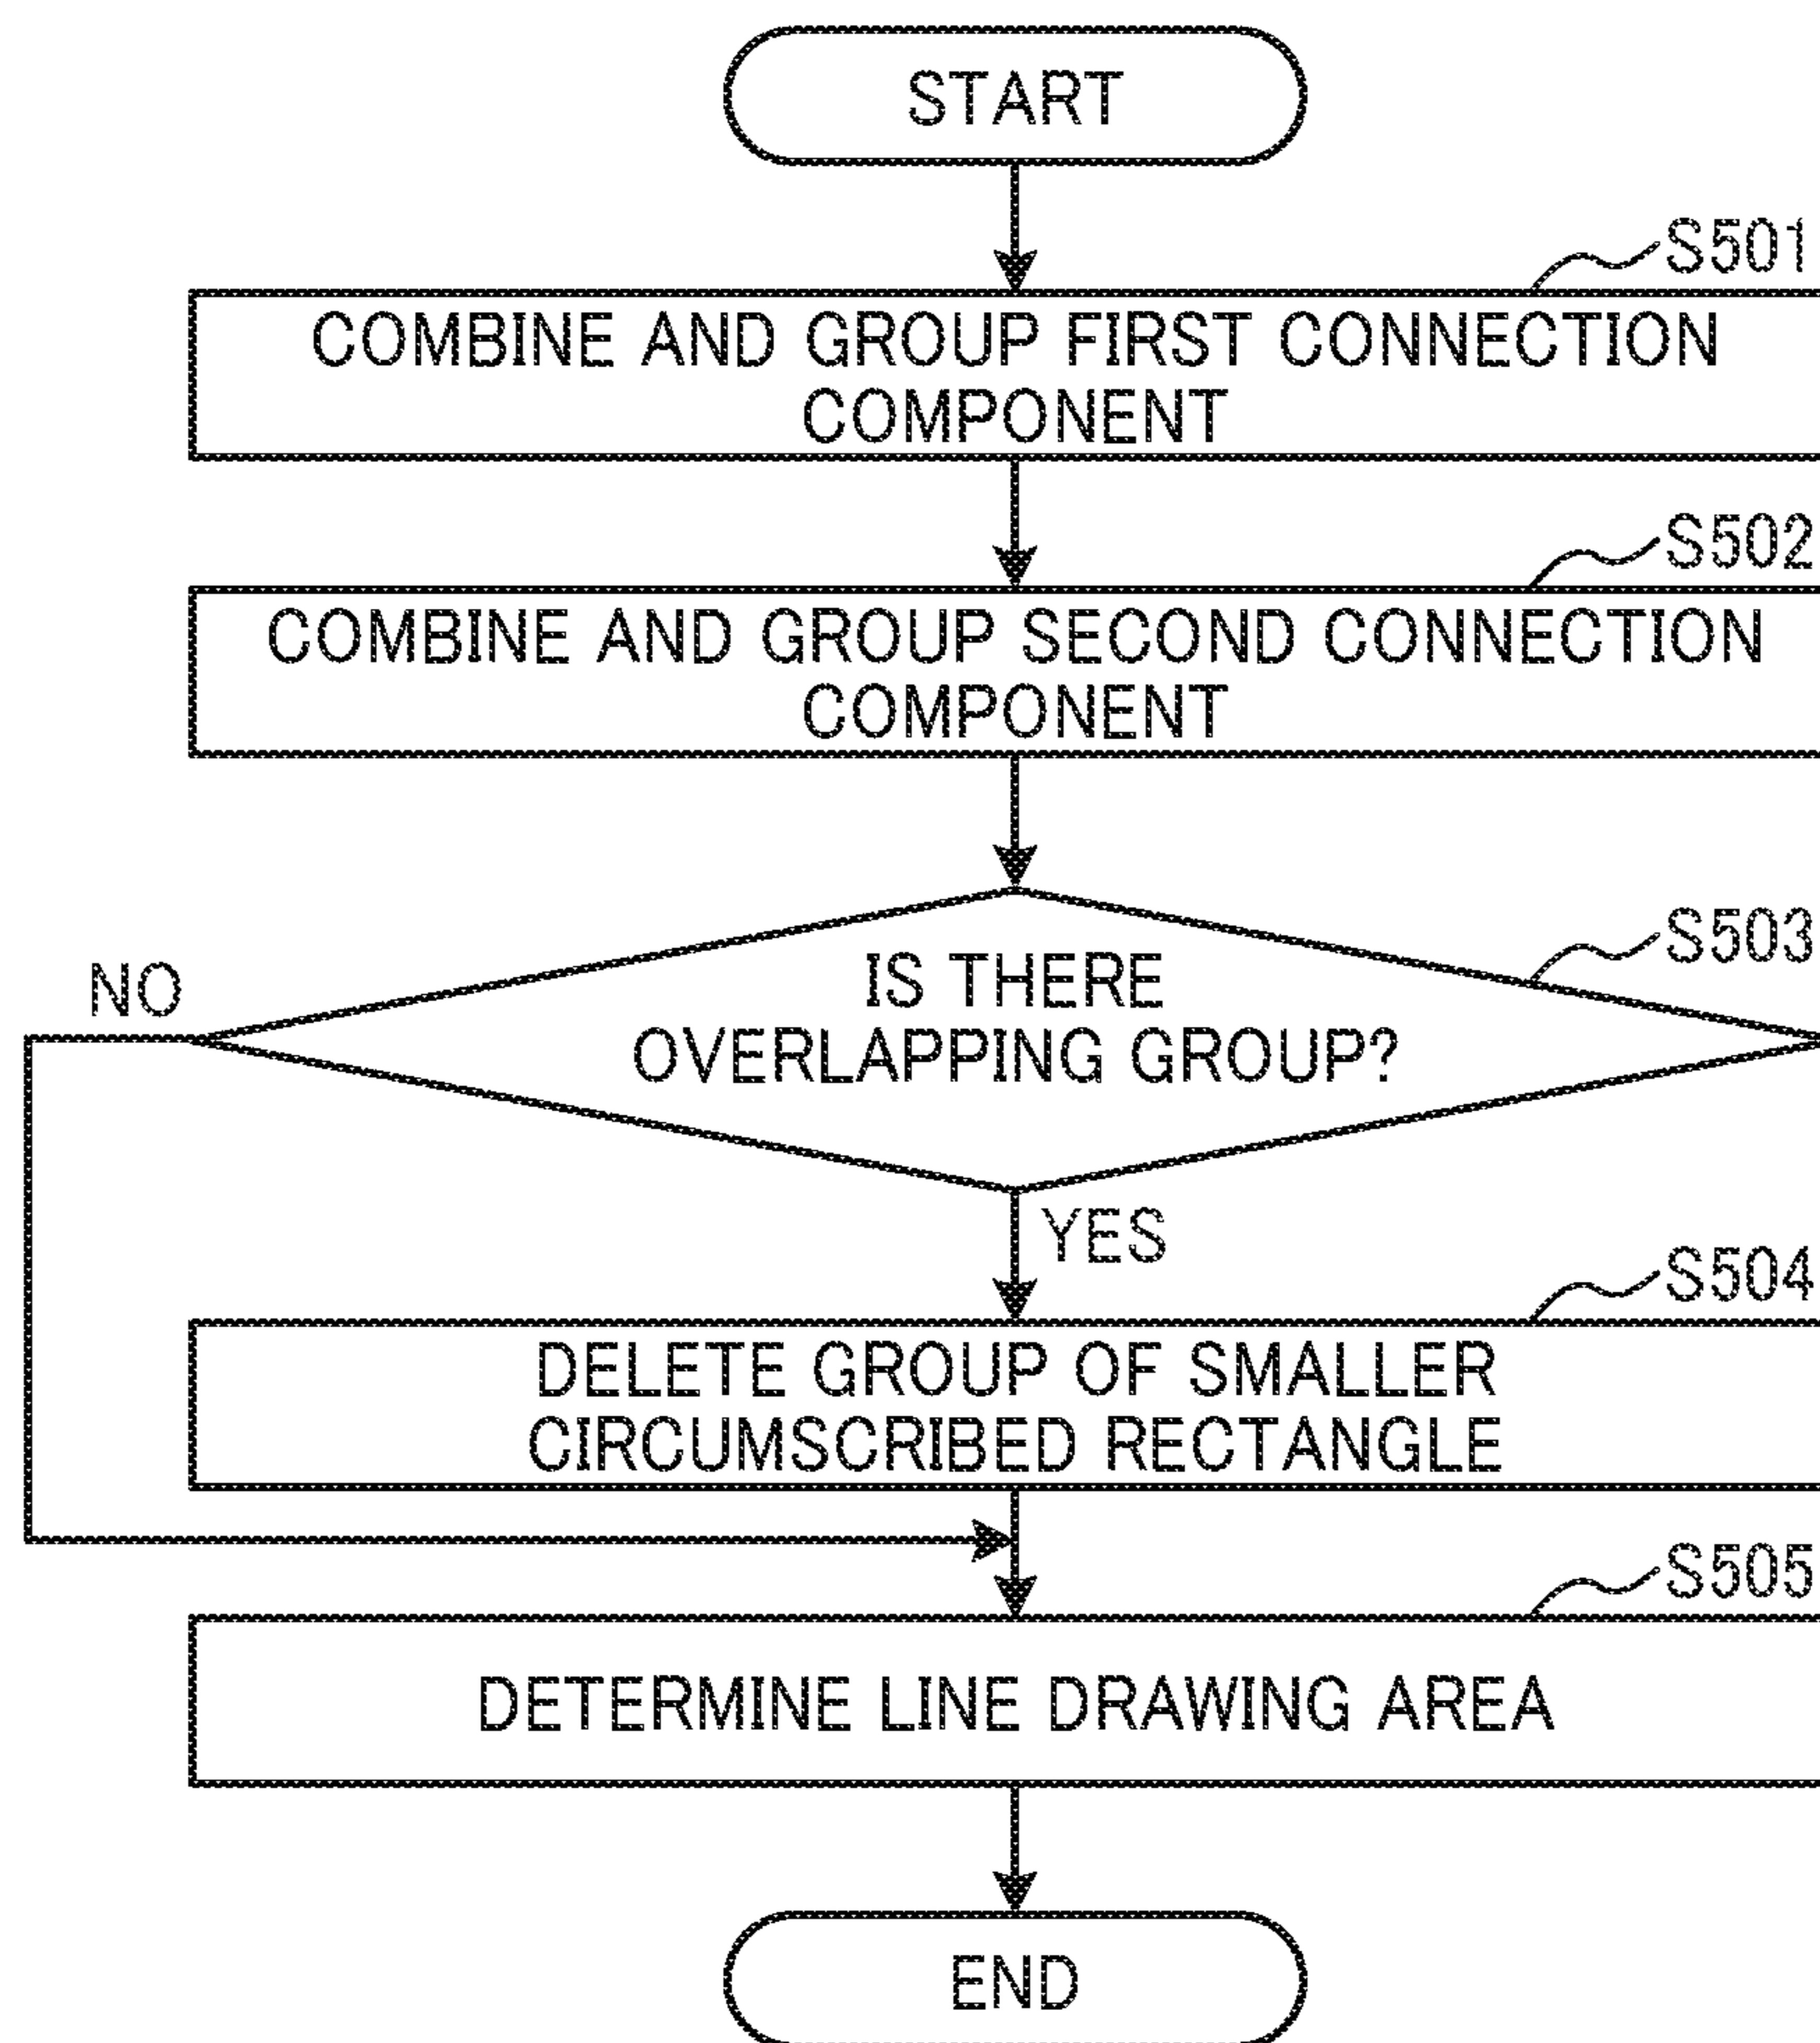 START
S501
COMBINE AND GROUP FIRST CONNECTION
COMPONENT
S502
COMBINE AND GROUP SECOND CONNECTION
COMPONENT
S503
NO
IS THERE
OVERLAPPING GROUP?
YES
S504
DELETE GROUP OF SMALLER
CIRCUMSCRIBED RECTANGLE
S505
DETERMINE LINE DRAWING AREA
END